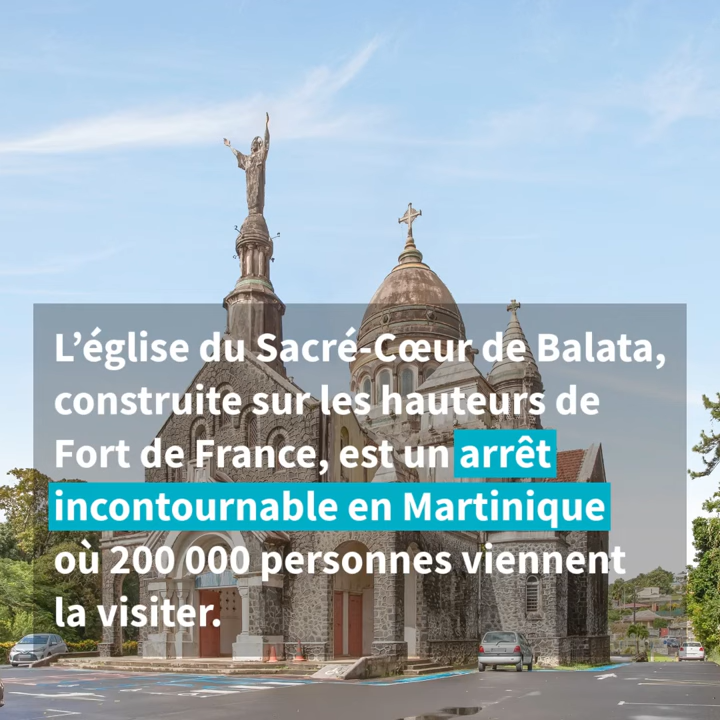 L’église du Sacré-Cœur de Balata,
construite sur les hauteurs de
Fort de France, est un arrêt
incontournable en Martinique
où 200 000 personnes viennent
la visiter.